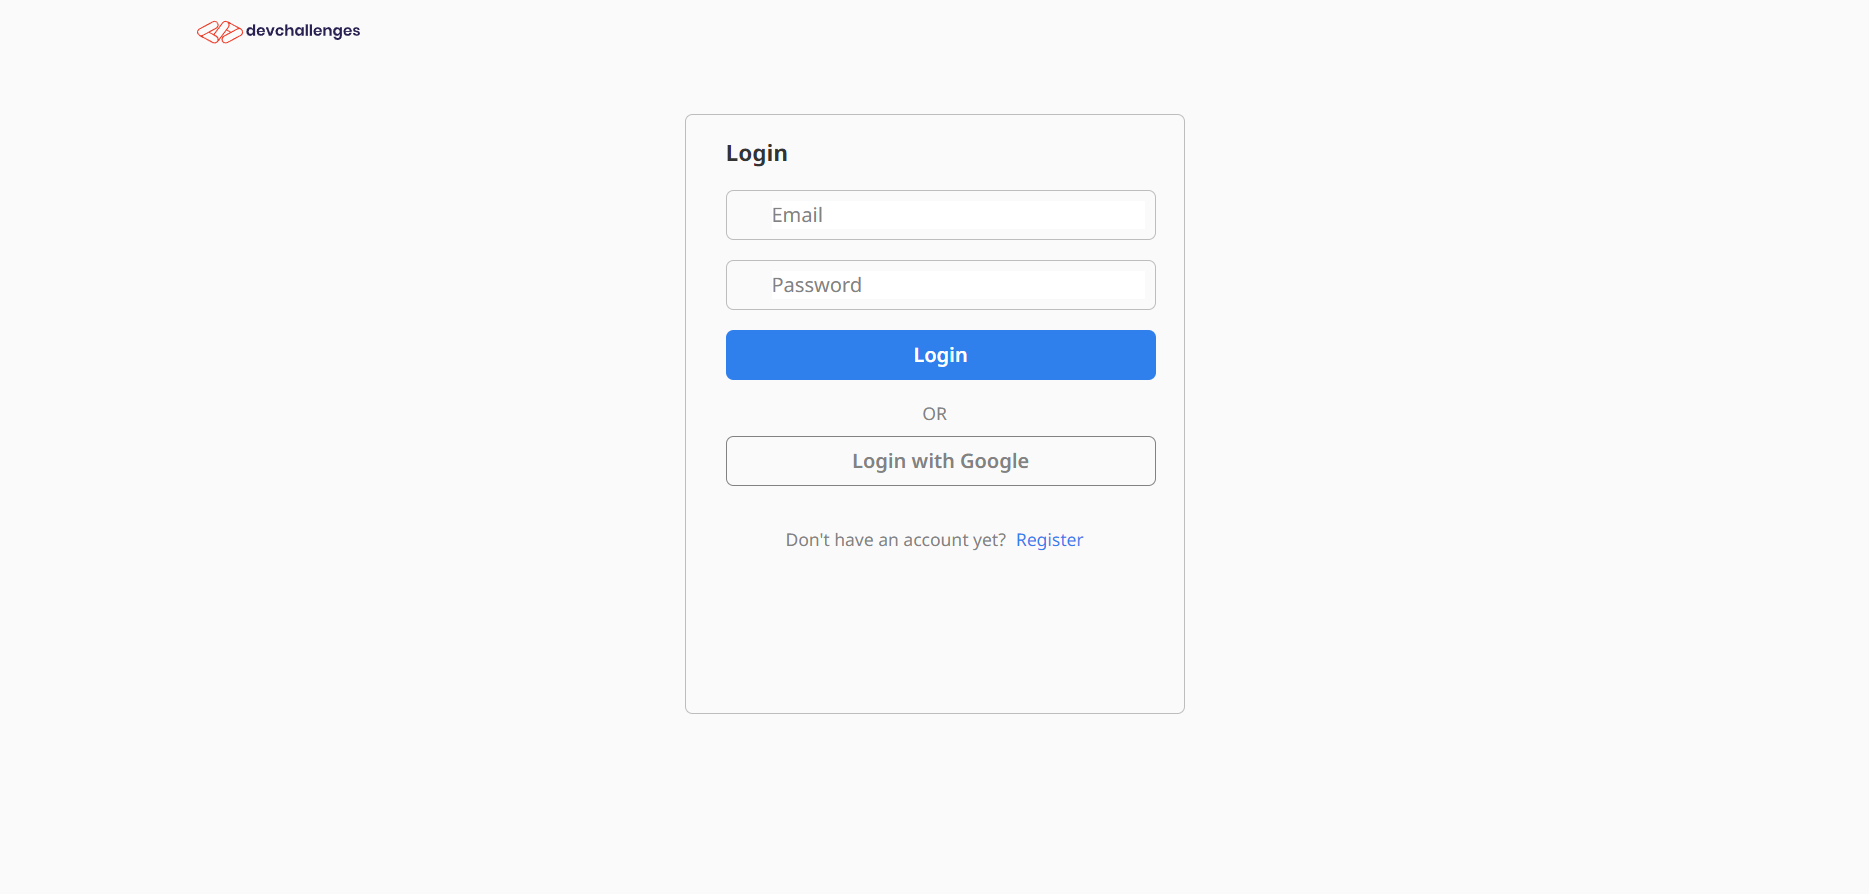 devchallenges
Login
Email
Password
Login
OR
Login with Google
Don't have an account yet? Register